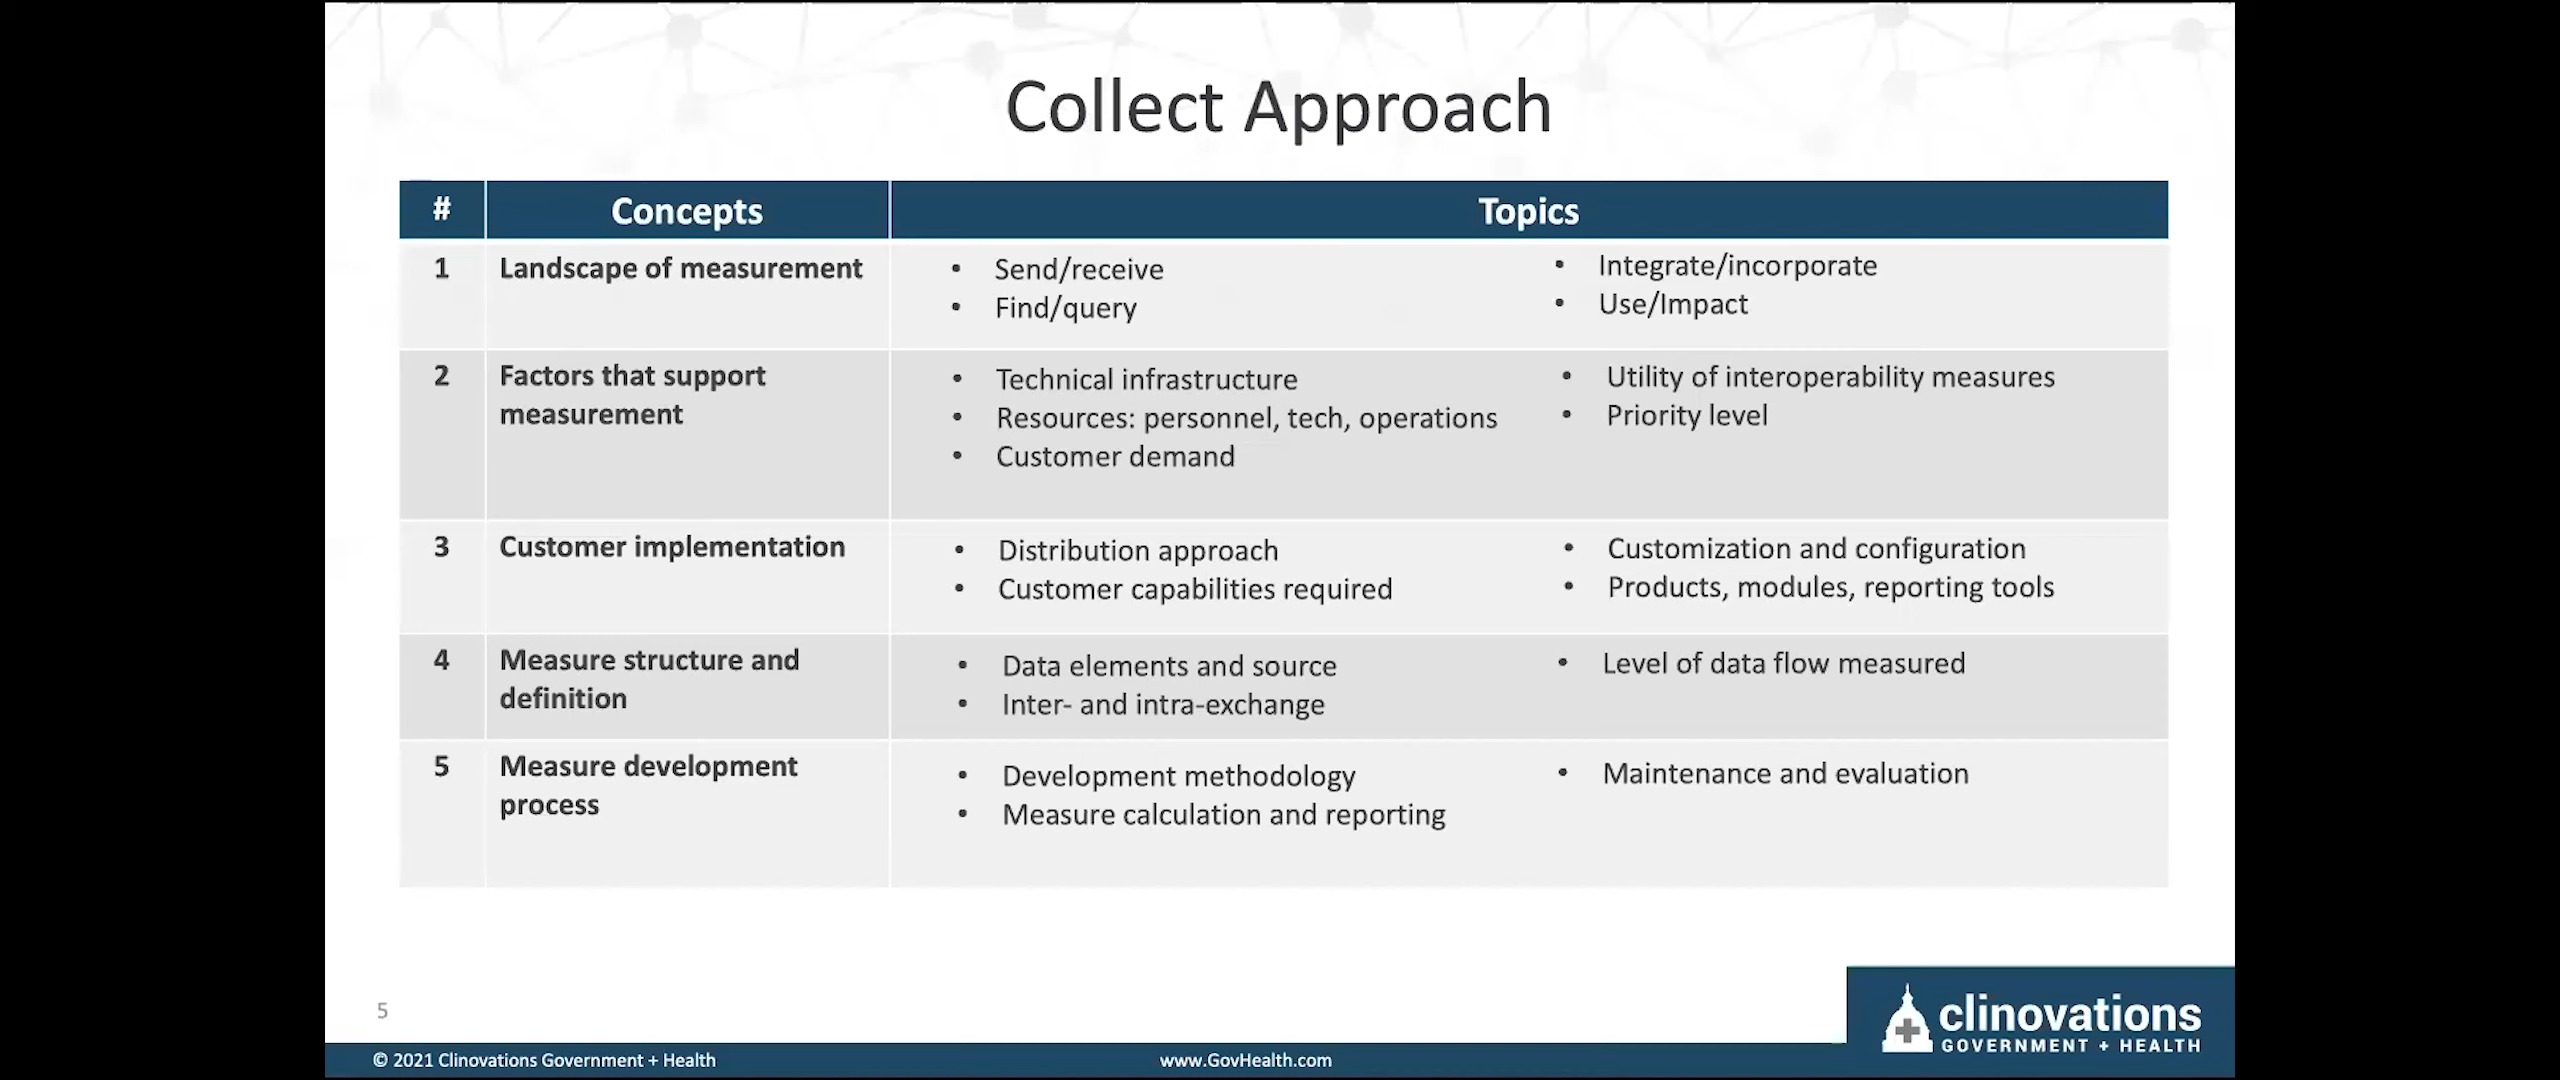 Collect Approach
# Concepts Topics
1 Landscape of measurement
• Send/receive
• Find/query
• Integrate/incorporate
• Use/Impact
2 Factors that support
measurement
• Technical infrastructure
• Resources: personnel, tech, operations
• Customer demand
• Utility of interoperability measures
• Priority level
3 Customer implementation
• Distribution approach
• Customer capabilities required
• Customization and configuration
• Products, modules, reporting tools
4 Measure structure and
definition
• Data elements and source
• Inter- and intra-exchange
• Level of data flow measured
5 Measure development
process
• Development methodology
• Measure calculation and reporting
• Maintenance and evaluation
5
clinovations
GOVERNMENT + HEALTH
© 2021 Clinovations Government + Health
www.GovHealth.com